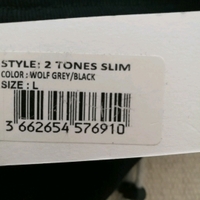 STYLE: 2 TONES SLIM
COLOR : WOLF GREY/BLACK
SIZE : L
3 662654 576910